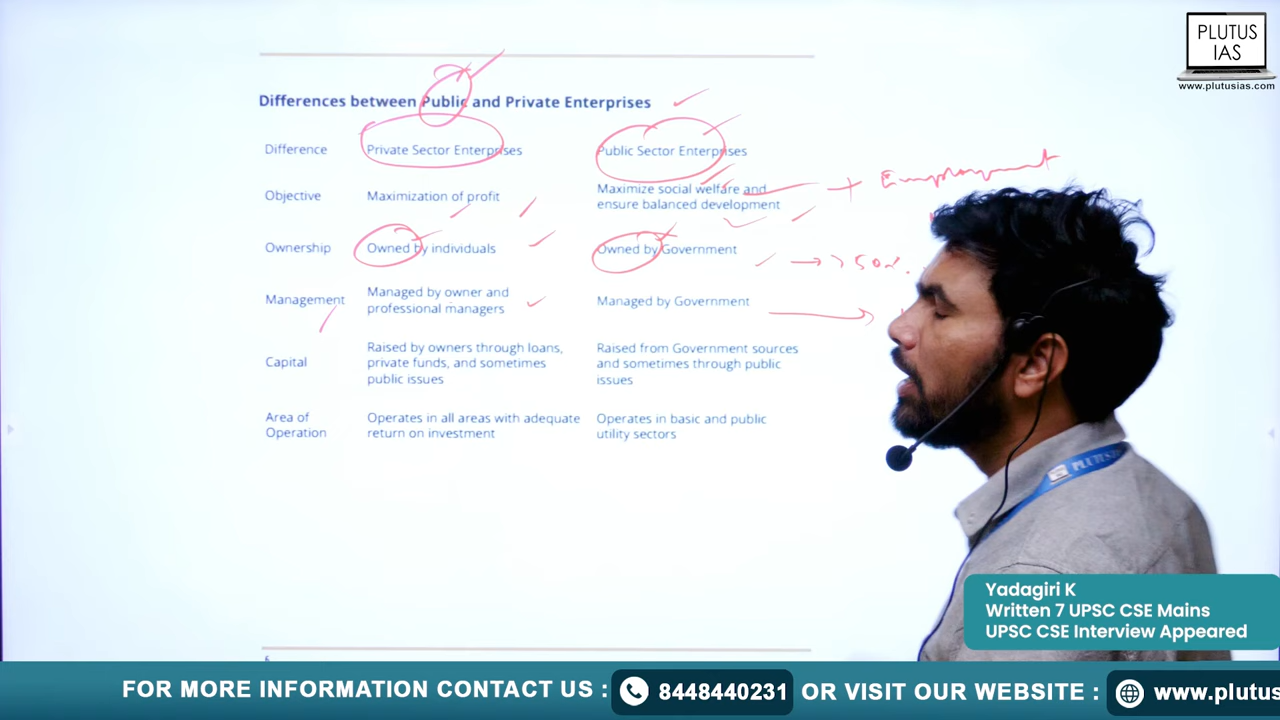 PLUTUS
IAS
www.plutusias.com
Differences between Public and Private Enterprises
Difference Private Sector Enterprises Public Sector Enterprises
Objective Maximization of profit Maximize social welfare and
ensure balanced development
+ Employment
Ownership Owned by individuals Owned by Government
→ >50%.
Management Managed by owner and
professional managers Managed by Government
Capital Raised by owners through loans,
private funds, and sometimes
public issues Raised from Government sources
and sometimes through public
issues
Area of
Operation Operates in all areas with adequate
return on investment Operates in basic and public
utility sectors
PLUTUS
Yadagiri K
Written 7 UPSC CSE Mains
UPSC CSE Interview Appeared
FOR MORE INFORMATION CONTACT US : 8448440231 OR VISIT OUR WEBSITE : www.plutus